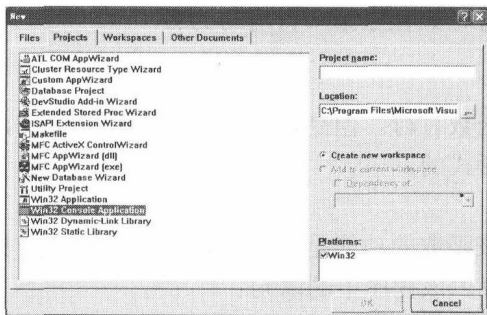 New
Files Projects Workspaces Other Documents
ATL COM AppWizard
Cluster Resource Type Wizard
Custom AppWizard
Database Project
DevStudio Add-in Wizard
Extended Stored Proc Wizard
ISAPI Extension Wizard
Makefile
MFC ActiveX ControlWizard
MFC AppWizard (dll)
MFC AppWizard (exe)
New Database Wizard
Utility Project
Win32 Application
Win32 Console Application
Win32 Dynamic-Link Library
Win32 Static Library
Project name:
Location:
C:\Program Files\Microsoft Visu
...
Create new workspace
Add to current workspace
Dependency of:
Platforms:
Win32
OK Cancel